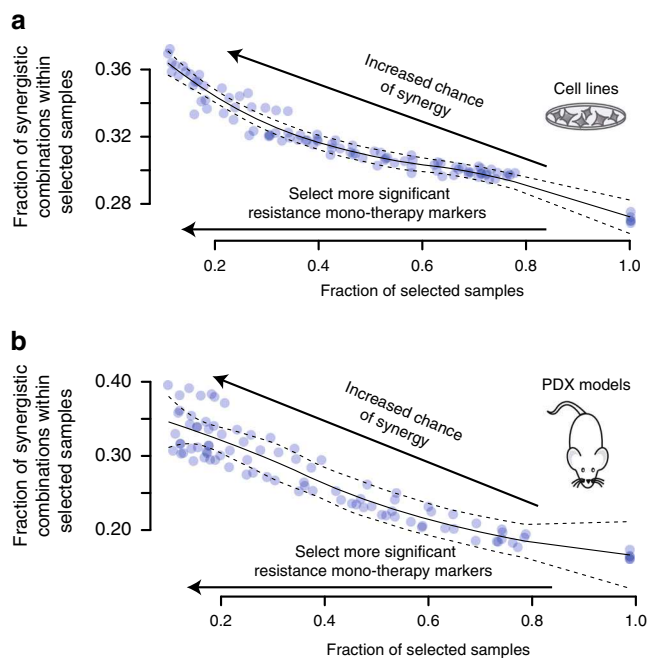 a
Fraction of synergistic
combinations within
selected samples
0.36
0.32
0.28
Increased chance
of synergy
Cell lines
Select more significant
resistance mono-therapy markers
0.2 0.4 0.6 0.8 1.0
Fraction of selected samples
b
Fraction of synergistic
combinations within
selected samples
0.40
0.30
0.20
Increased chance
of synergy
PDX models
Select more significant
resistance mono-therapy markers
0.2 0.4 0.6 0.8 1.0
Fraction of selected samples